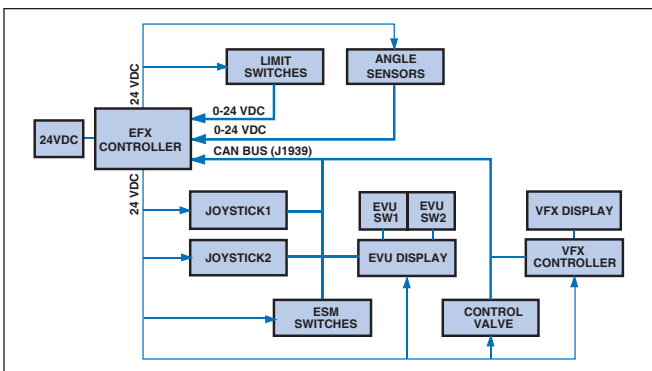 LIMIT
SWITCHES
ANGLE
SENSORS
24 VDC
0-24 VDC
24VDC
EFX
CONTROLLER
0-24 VDC
CAN BUS (J1939)
24 VDC
JOYSTICK1
EVU
SW1
EVU
SW2
VFX DISPLAY
JOYSTICK2
EVU DISPLAY
VFX
CONTROLLER
ESM
SWITCHES
CONTROL
VALVE